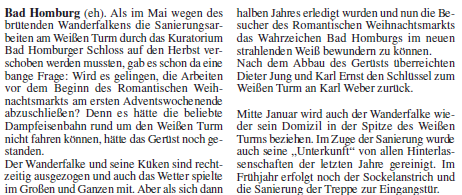 Bad Homburg (eh). Als im Mai wegen des
brütenden Wanderfalkens die Sanierungsar-
beiten am Weißen Turm durch das Kuratorium
Bad Homburger Schloss auf den Herbst ver-
schoben werden mussten, gab es schon da eine
bange Frage: Wird es gelingen, die Arbeiten
vor dem Beginn des Romantischen Weih-
nachtsmarkts am ersten Adventswochenende
abzuschließen? Denn es hätte die beliebte
Dampfeisenbahn rund um den Weißen Turm
nicht fahren können, hätte das Gerüst noch ge-
standen.
Der Wanderfalke und seine Küken sind recht-
zeitig ausgezogen und auch das Wetter spielte
im Großen und Ganzen mit. Aber als sich dann
halben Jahres erledigt wurden und nun die Be-
sucher des Romantischen Weihnachtsmarkts
das Wahrzeichen Bad Homburgs im neuen
strahlenden Weiß bewundern zu können.
Nach dem Abbau des Gerüsts überreichten
Dieter Jung und Karl Ernst den Schlüssel zum
Weißen Turm an Karl Weber zurück.
Mitte Januar wird auch der Wanderfalke wie-
der sein Domizil in der Spitze des Weißen
Turms beziehen. Im Zuge der Sanierung wurde
auch seine „Unterkunft“ von allen Hinterlas-
senschaften der letzten Jahre gereinigt. Im
Frühjahr erfolgt noch der Sockelanstrich und
die Sanierung der Treppe zur Eingangstür.